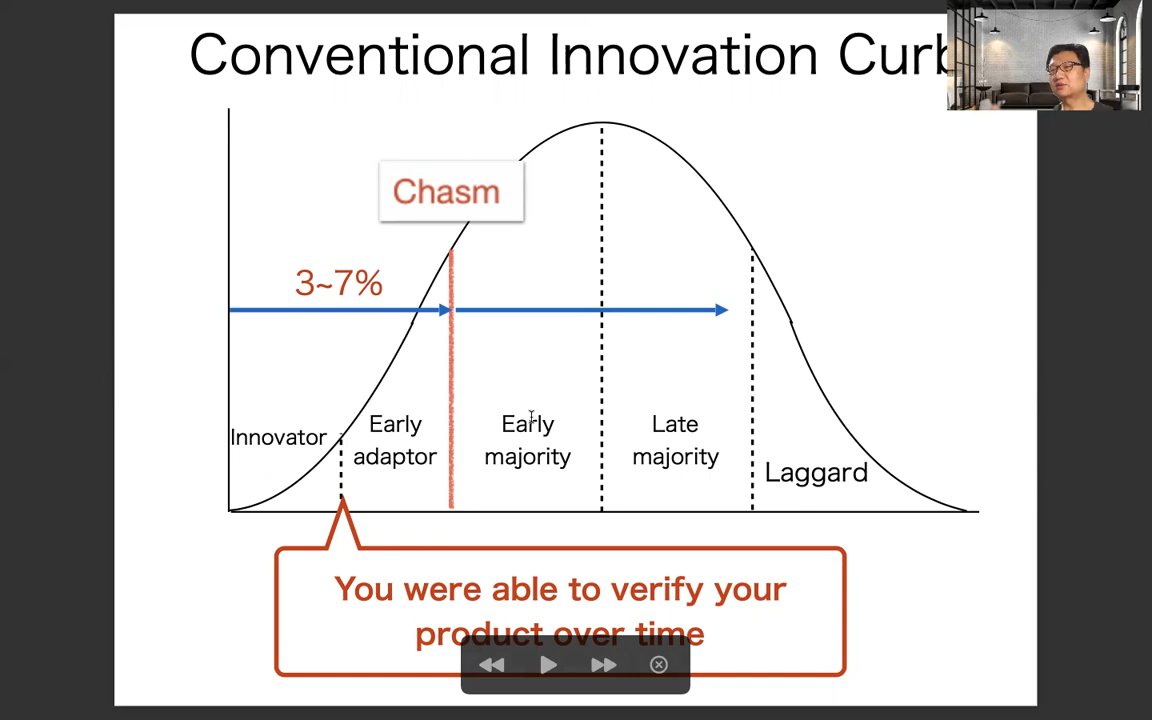 Conventional Innovation Curb
Chasm
3~7%
Innovator
Early
adaptor
Early
majority
Late
majority
Laggard
You were able to verify your
product over time